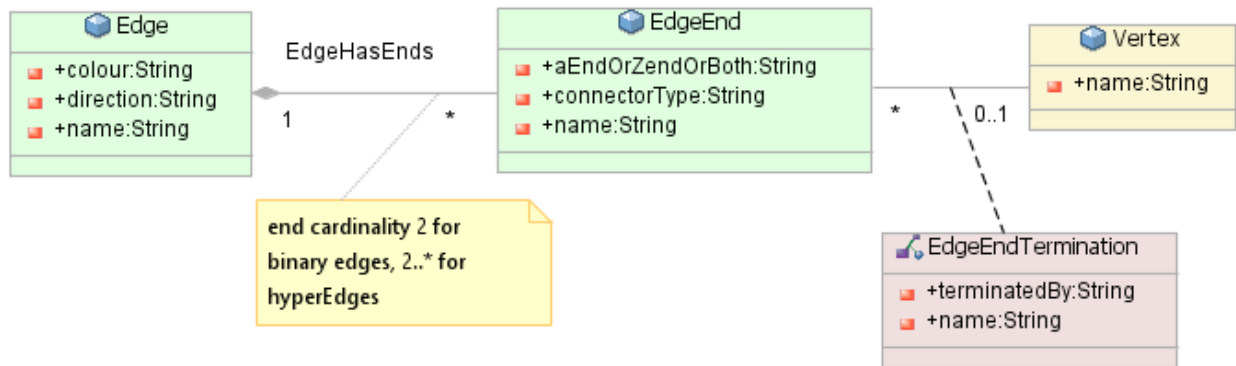 Edge
+colour:String
+direction:String
+name:String
EdgeHasEnds
1
*
EdgeEnd
+aEndOrZendOrBoth:String
+connectorType:String
+name:String
*
0..1
Vertex
+name:String
end cardinality 2 for
binary edges, 2..* for
hyperEdges
EdgeEndTermination
+terminatedBy:String
+name:String